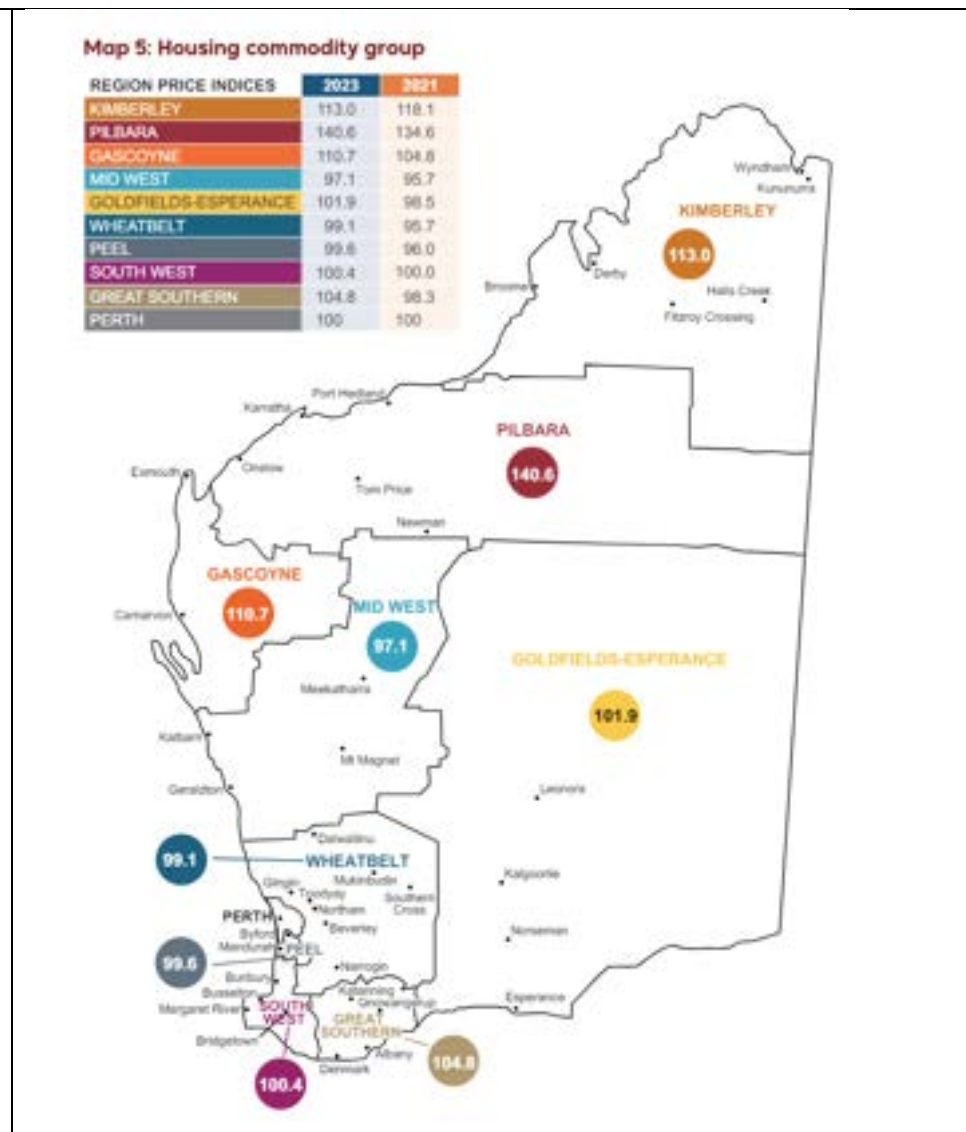 Map 5: Housing commodity group
REGION PRICE INDICES 2023 2021
KIMBERLEY 113.0 118.1
PILBARA 140.6 134.6
GASCOYNE 110.7 104.8
MID WEST 97.1 95.7
GOLDFIELDS-ESPERANCE 101.9 98.5
WHEATBELT 99.1 95.7
PEEL 99.6 96.0
SOUTH WEST 100.4 100.0
GREAT SOUTHERN 104.8 98.3
PERTH 100 100
Wyndham
Kununurra
KIMBERLEY
113.0
Derby
Broome
Halls Creek
Fitzroy Crossing
Port Hedland
Karratha
PILBARA
140.6
Onslow
Exmouth
Tom Price
Newman
GASCOYNE
110.7
MID WEST
97.1
Carnarvon
GOLDFIELDS-ESPERANCE
101.9
Meekatharra
Kalbarri
Mt Magnet
Geraldton
Leonora
Dalwallinu
99.1
WHEATBELT
Mukinbudin
Kalgoorlie
Gingin
Toodyay
Southern
Cross
Northam
PERTH
Beverley
Byford
Mandurah
PEEL
Norseman
99.6
Narrogin
Bunbury
Katanning
Busselton
Gnowangerup
Esperance
Margaret River
SOUTH
WEST
GREAT
SOUTHERN
Bridgetown
Albany
Denmark
104.8
100.4